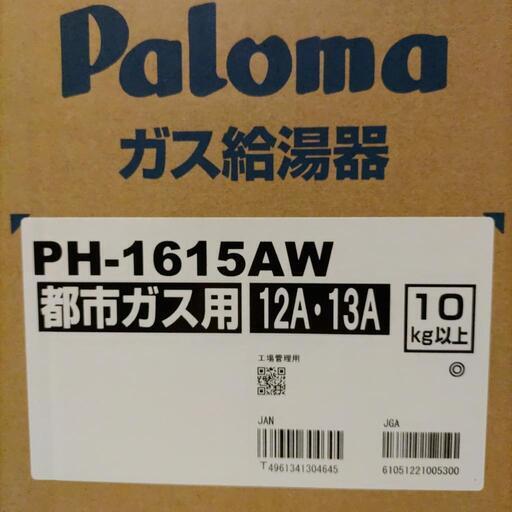 Paloma
ガス給湯器
PH-1615AW
都市ガス用 12A・13A
10
kg以上
工場管理用
◎
JAN
JGA
T4961341304645
61051221005300